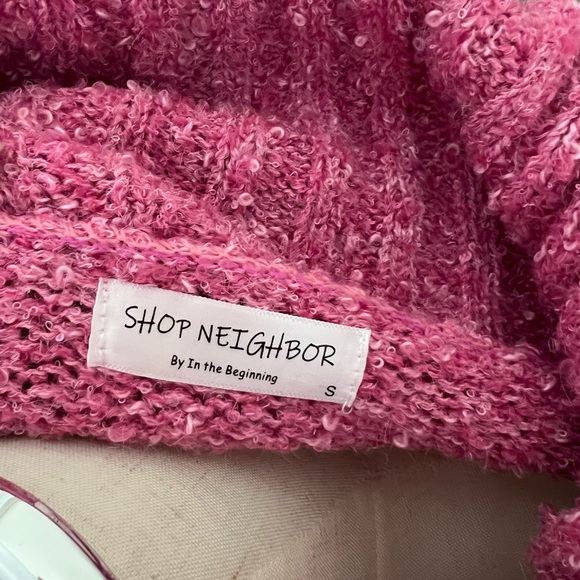 SHOP NEIGHBOR
By In the Beginning
S